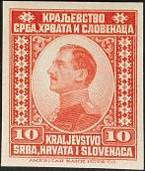 КРАЉЕВСТВО
СРБА, ХРВАТА И СЛОВЕНАЦА
10 KRALJEVSTVO 10
SRBA, HRVATA I SLOVENACA
AMERICAN BANK NOTE CO.